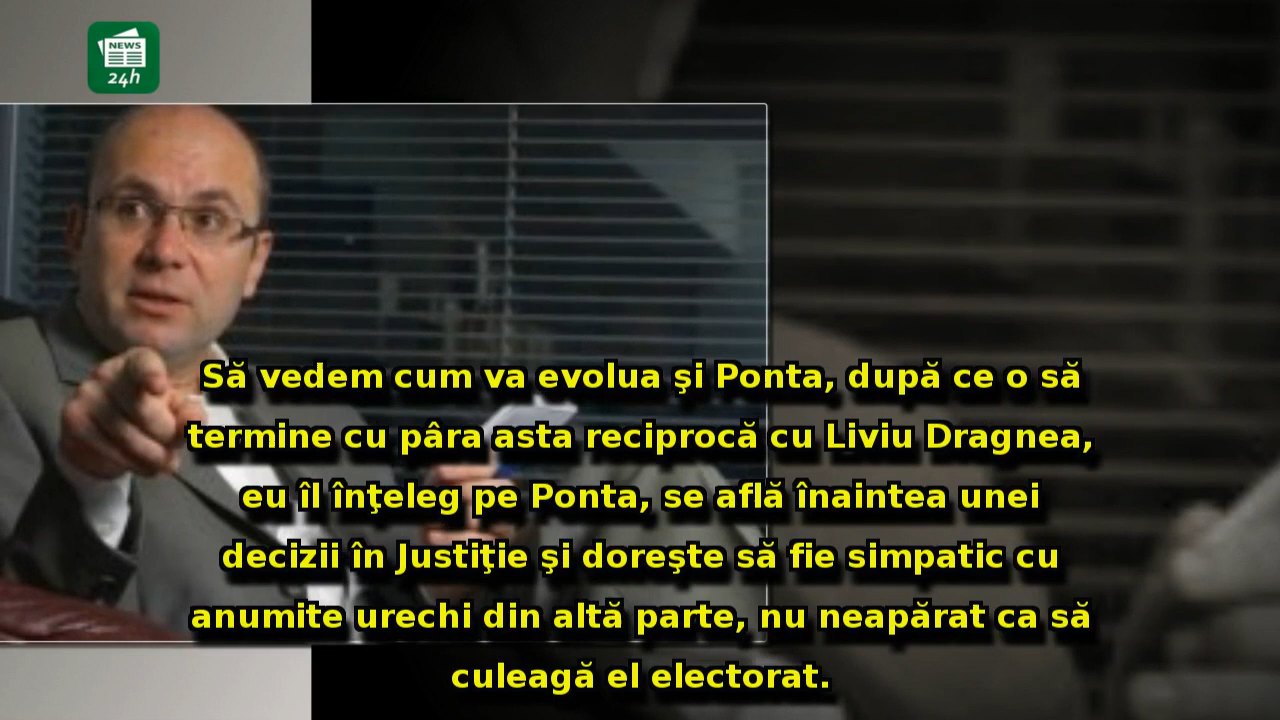 NEWS
24h
Să vedem cum va evolua şi Ponta, după ce o să
termine cu pâra asta reciprocă cu Liviu Dragnea,
eu îl înţeleg pe Ponta, se află înaintea unei
decizii în Justiţie şi doreşte să fie simpatic cu
anumite urechi din altă parte, nu neapărat ca să
culeagă el electorat.